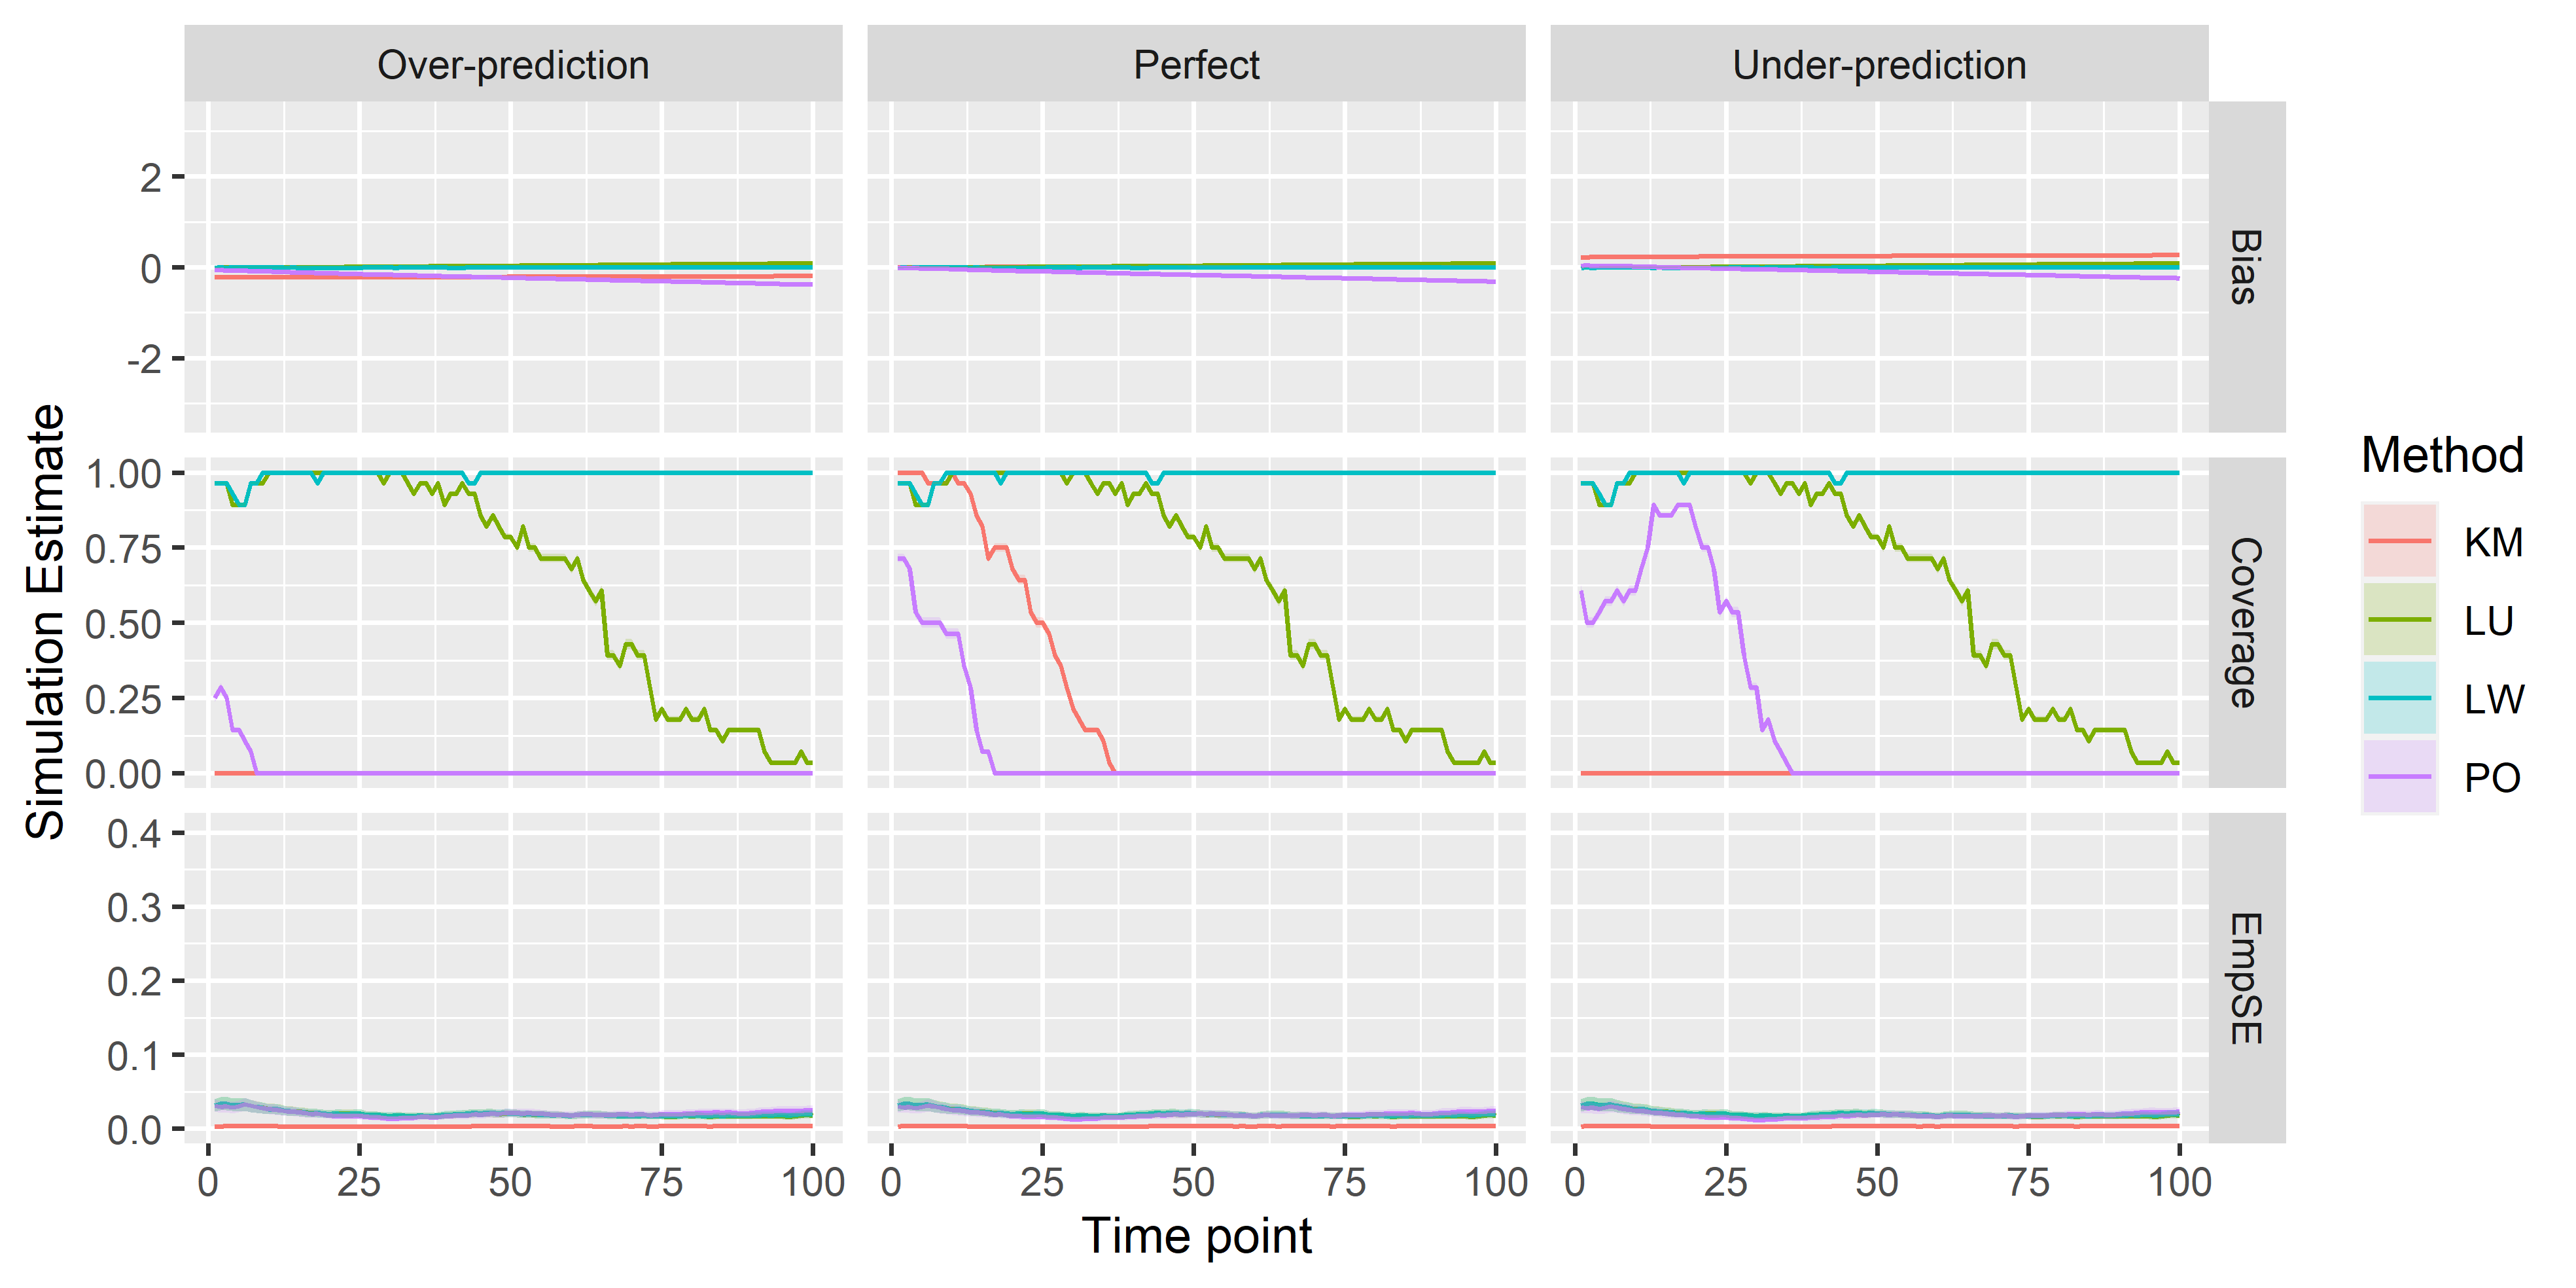 Over-prediction
Perfect
Under-prediction
2
0
-2
Bias
1.00
0.75
0.50
0.25
0.00
Coverage
0.4
0.3
0.2
0.1
0.0
EmpSE
0 25 50 75 100
0 25 50 75 100
0 25 50 75 100
Time point
Simulation Estimate
Method
KM
LU
LW
PO